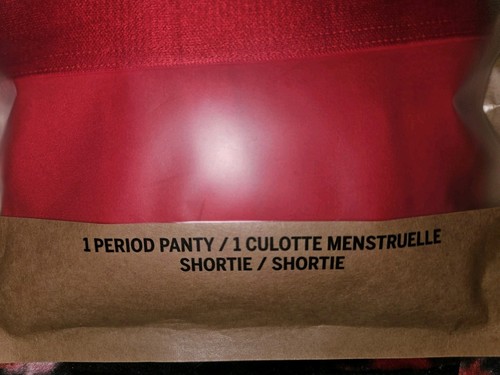 1 PERIOD PANTY / 1 CULOTTE MENSTRUELLE
SHORTIE / SHORTIE